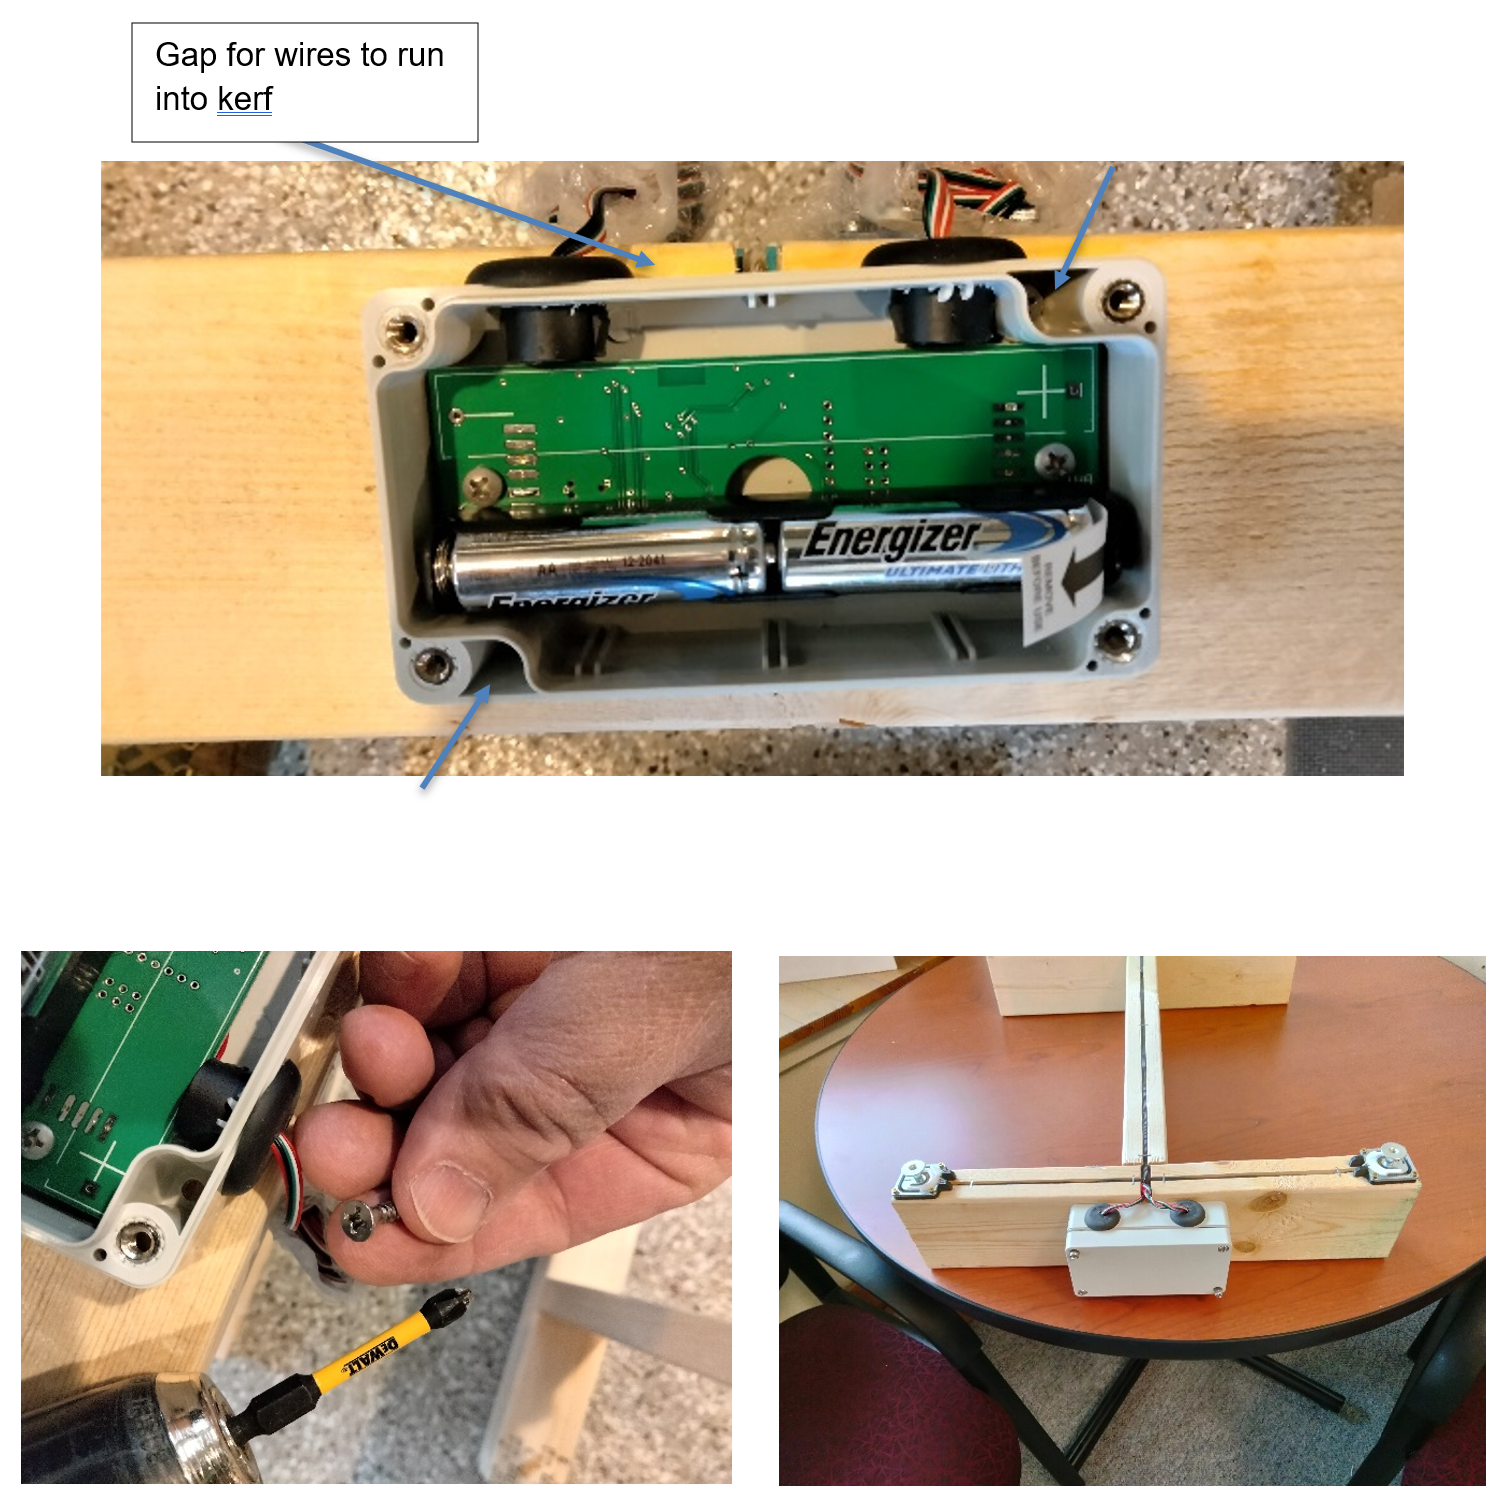 Gap for wires to run
into kerf
Energizer
ULTIMATE LITH
AA
12-2041
Energizer
REMOVE
BEFORE USE
DEWALT